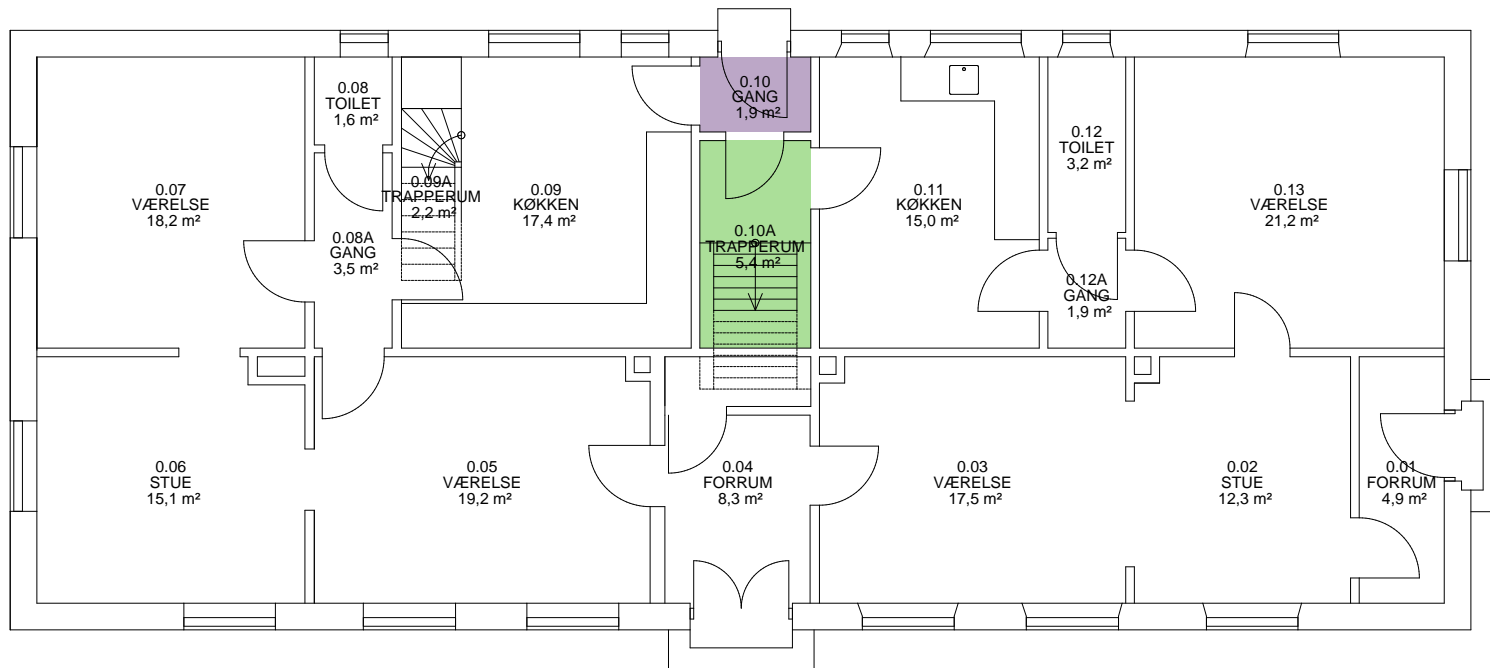 0.08
TOILET
1,6 m²
0.10
GANG
1,9 m²
0.12
TOILET
3,2 m²
0.07
VÆRELSE
18,2 m²
0.09A
TRAPPERUM
2,2 m²
0.09
KØKKEN
17,4 m²
0.11
KØKKEN
15,0 m²
0.13
VÆRELSE
21,2 m²
0.08A
GANG
3,5 m²
0.10A
TRAPPERUM
5,4 m²
0.12A
GANG
1,9 m²
0.06
STUE
15,1 m²
0.05
VÆRELSE
19,2 m²
0.04
FORRUM
8,3 m²
0.03
VÆRELSE
17,5 m²
0.02
STUE
12,3 m²
0.01
FORRUM
4,9 m²